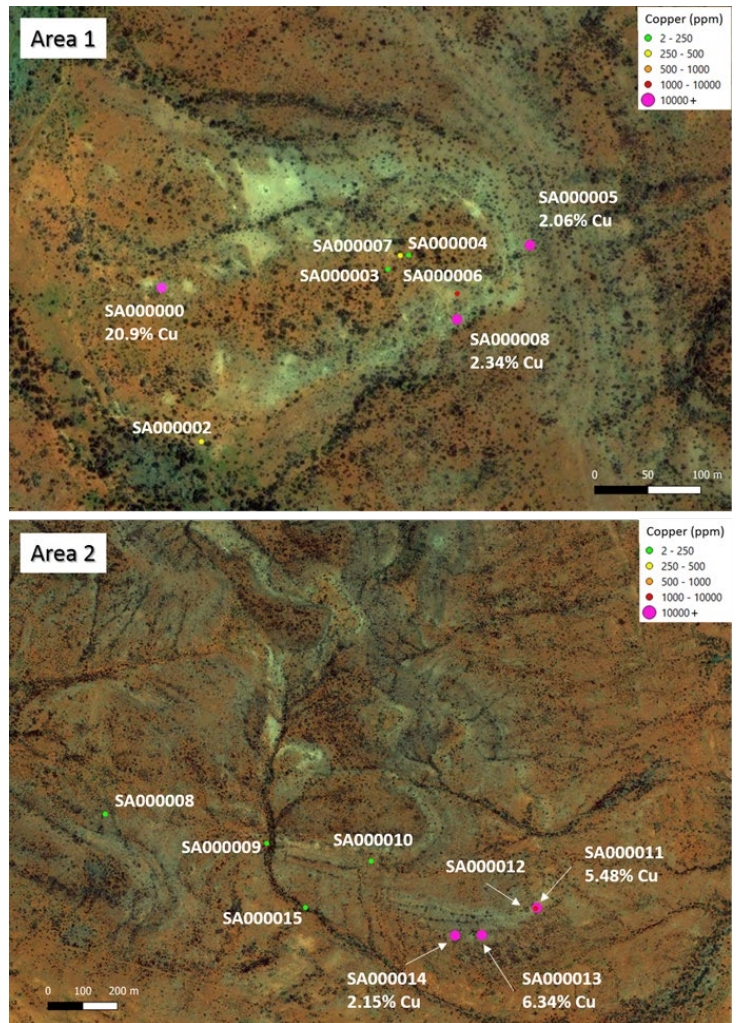 Area 1
Copper (ppm)
2 - 250
250 - 500
500 - 1000
1000 - 10000
10000 +
SA000005
2.06% Cu
SA000007
SA000004
SA000003
SA000006
SA000000
20.9% Cu
SA000008
2.34% Cu
SA000002
0 50 100 m
Area 2
Copper (ppm)
2 - 250
250 - 500
500 - 1000
1000 - 10000
10000 +
SA000008
SA000009
SA000010
SA000012
SA000011
5.48% Cu
SA000015
SA000014
2.15% Cu
SA000013
6.34% Cu
0 100 200 m